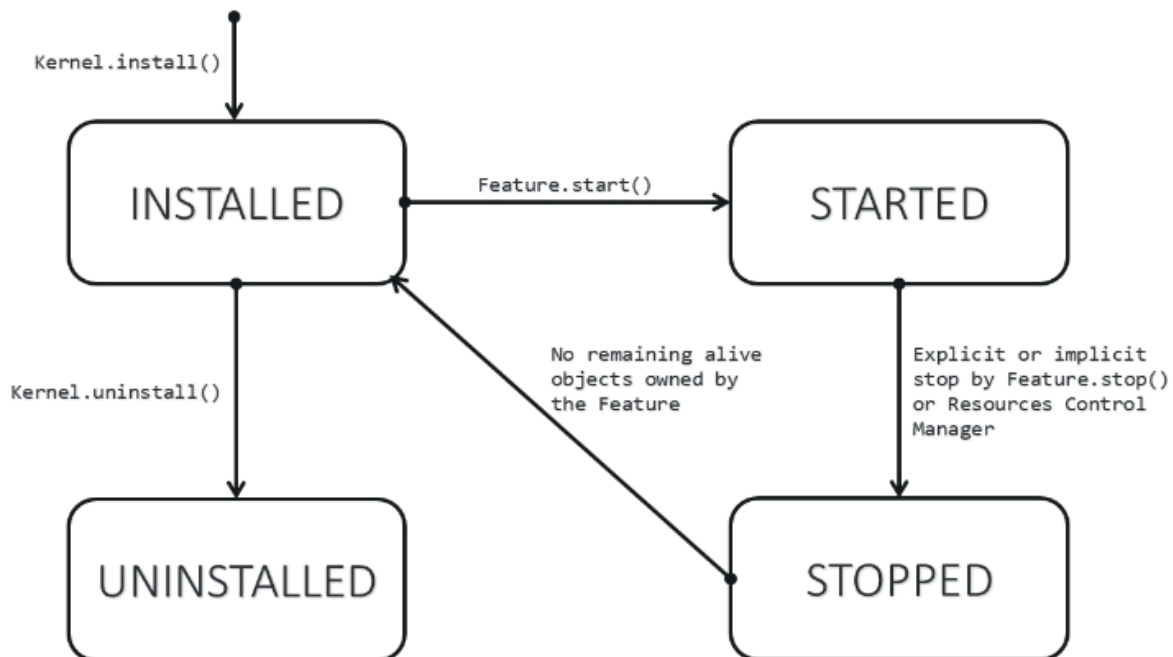 Kernel.install()
INSTALLED
Feature.start()
STARTED
No remaining alive
objects owned by
the Feature
Explicit or implicit
stop by Feature.stop()
or Resources Control
Manager
Kernel.uninstall()
UNINSTALLED
STOPPED